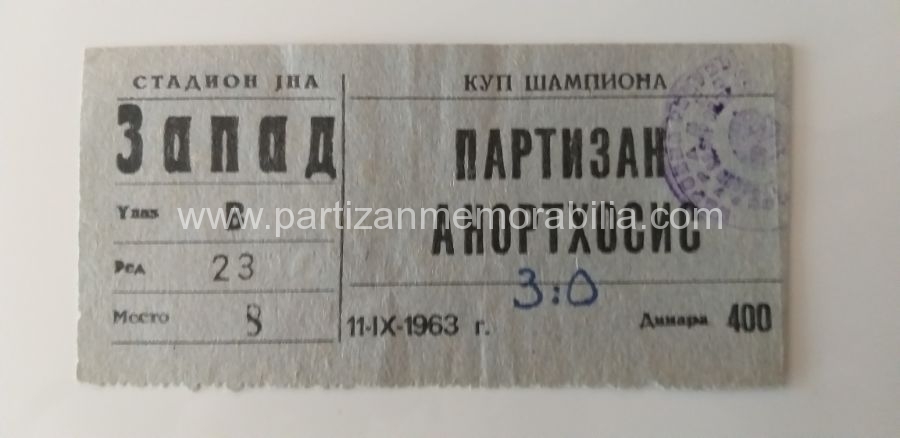 СТАДИОН ЈНА
Запад
Улаз В
Ред 23
Место 8
КУП ШАМПИОНА
ПАРТИЗАН
АНОРТХОСИС
3:0
11-IX-1963 г.
Динара 400
www.partizanmemorabilia.com